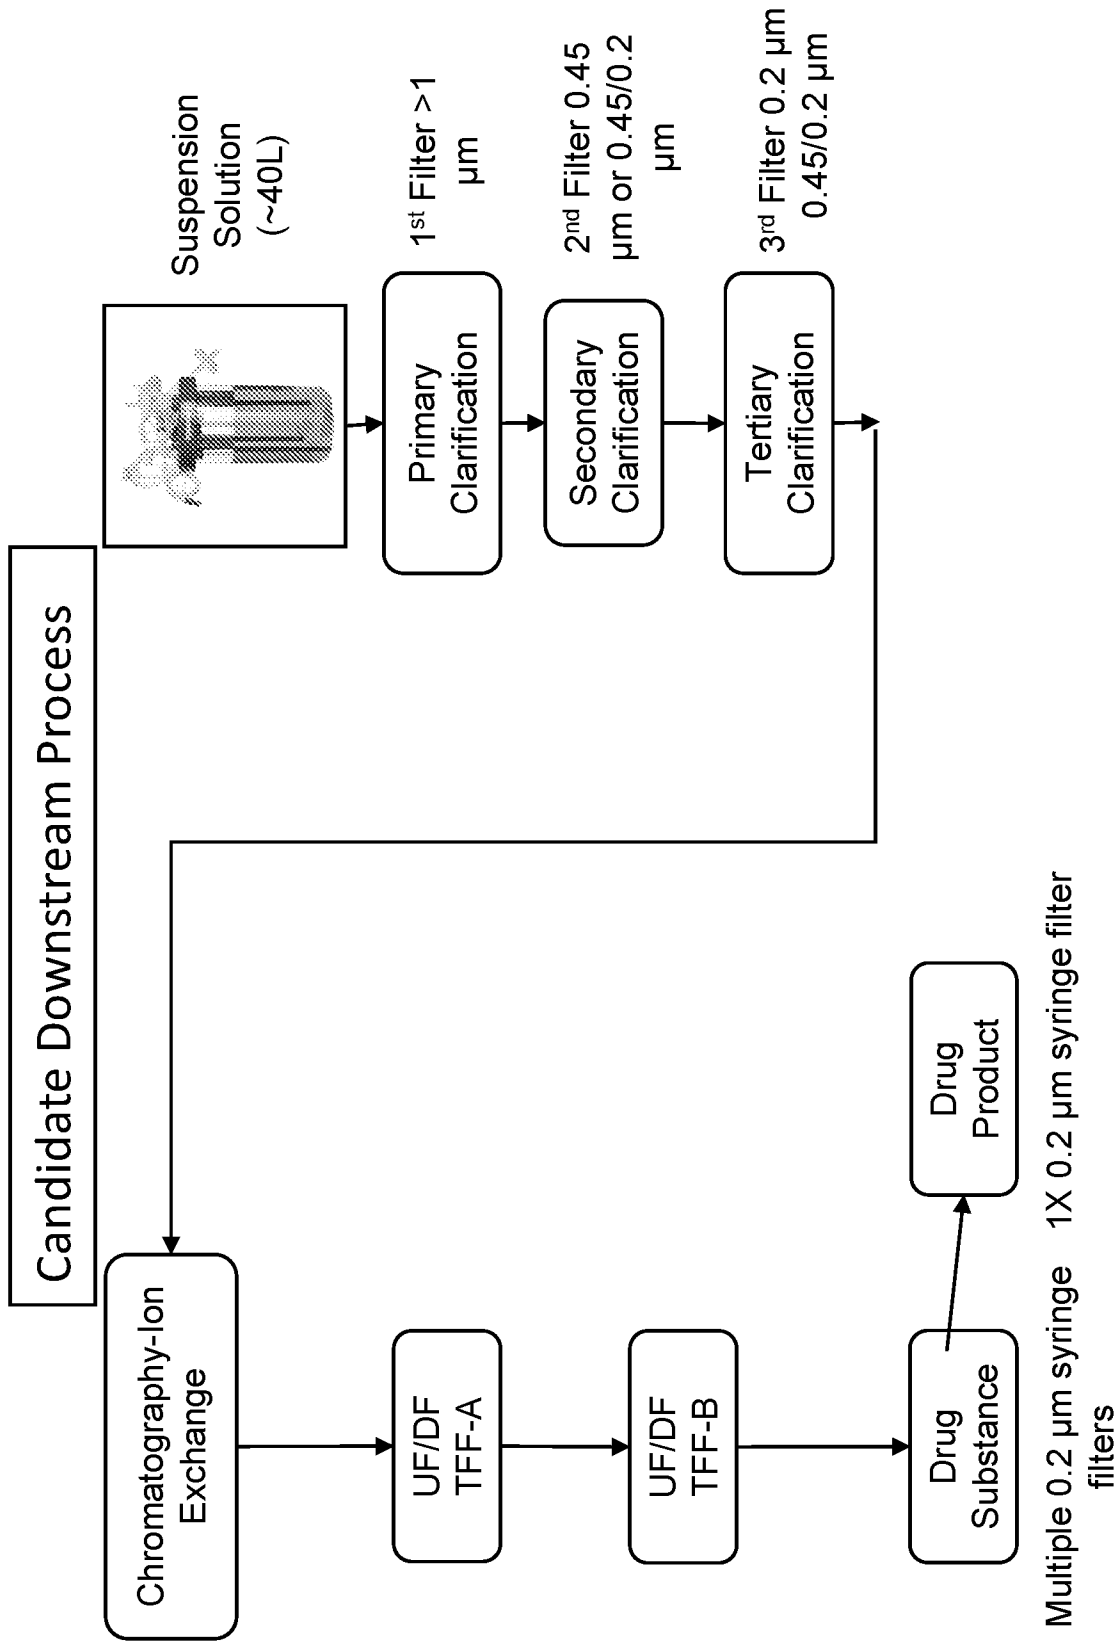 Candidate Downstream Process
Suspension
Solution
(~40L)
Primary
Clarification
1st Filter >1
µm
Secondary
Clarification
2nd Filter 0.45
µm or 0.45/0.2
µm
Tertiary
Clarification
3rd Filter 0.2 µm
0.45/0.2 µm
Chromatography-Ion
Exchange
UF/DF
TFF-A
UF/DF
TFF-B
Drug
Substance
Drug
Product
Multiple 0.2 µm syringe
filters
1X 0.2 µm syringe filter